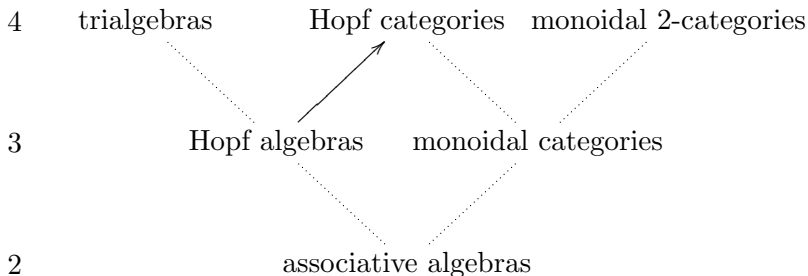 4 trialgebras Hopf categories monoidal 2-categories
3 Hopf algebras monoidal categories
2 associative algebras